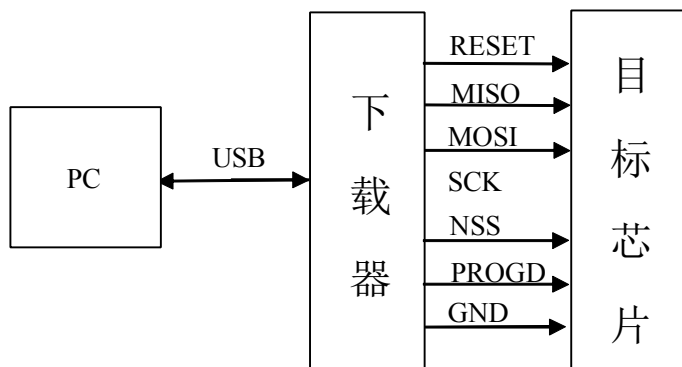 PC
USB
下载器
RESET
MISO
MOSI
SCK
NSS
PROGD
GND
目标芯片